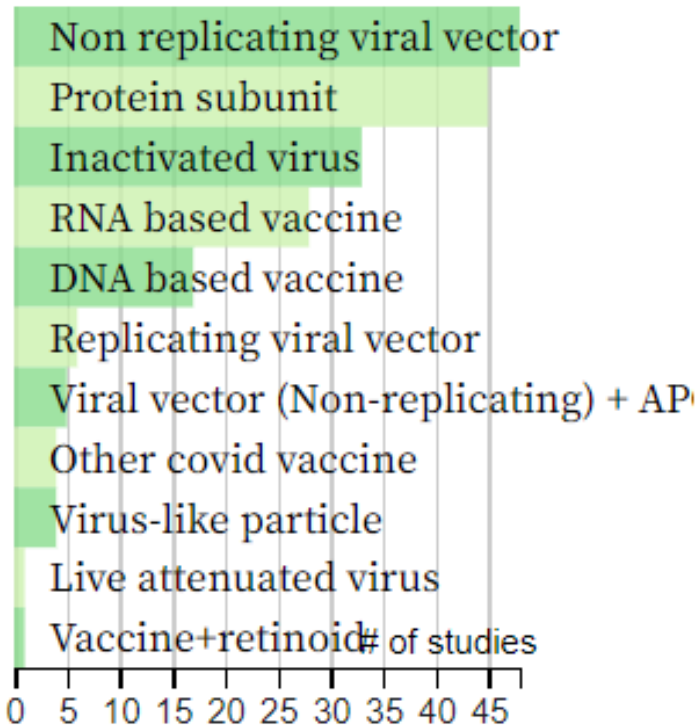 Non replicating viral vector
Protein subunit
Inactivated virus
RNA based vaccine
DNA based vaccine
Replicating viral vector
Viral vector (Non-replicating) +
Other covid vaccine
Virus-like particle
Live attenuated virus
Vaccine+retinoid
# of studies
0 5 10 15 20 25 30 35 40 45